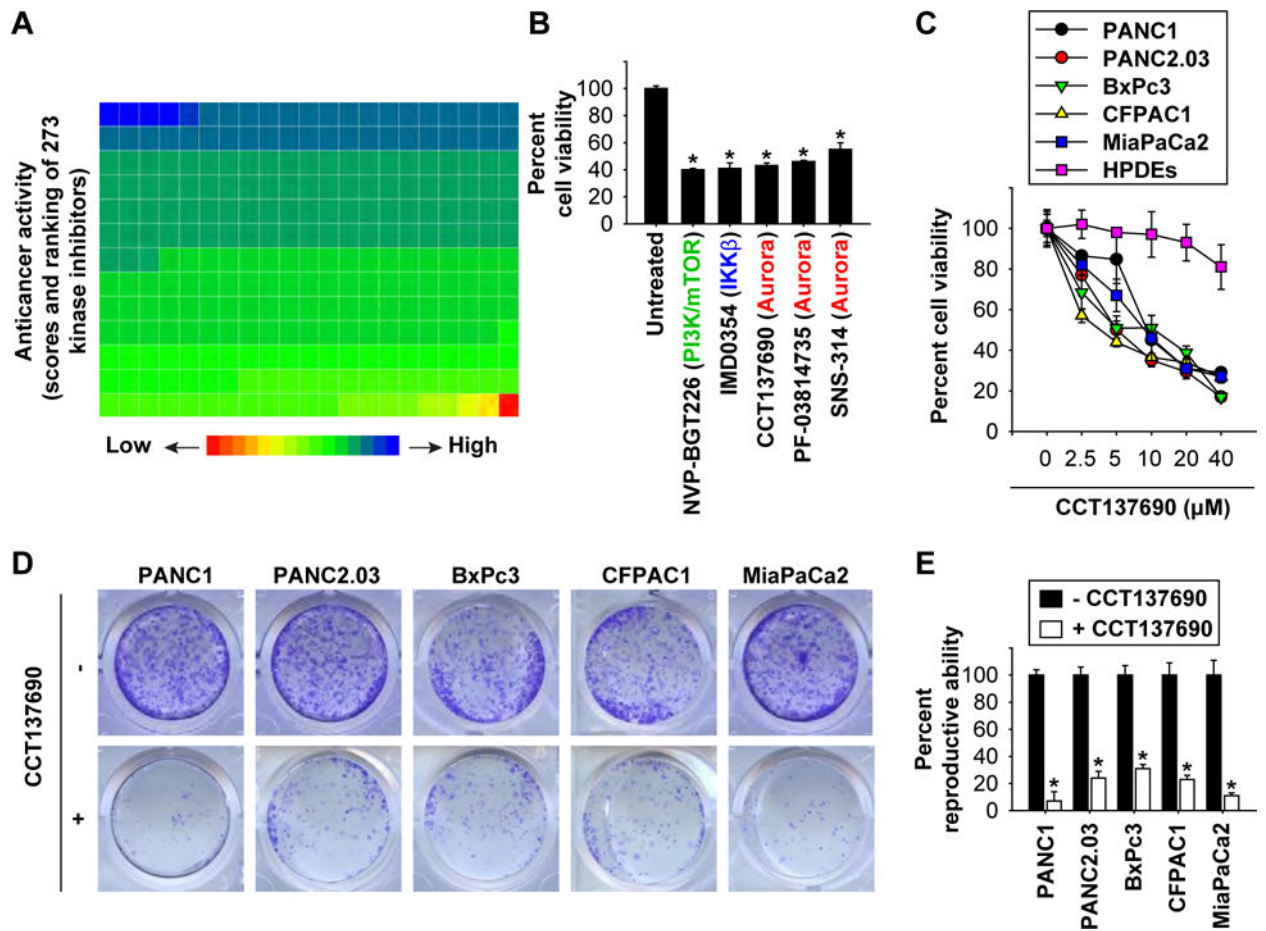 A
Anticancer activity
(scores and ranking of 273
kinase inhibitors)
Low
High
B
Percent
cell viability
100
80
60
40
20
0
* * * * *
Untreated
NVP-BGT226 (PI3K/mTOR)
IMD0354 (IKKβ)
CCT137690 (Aurora)
PF-03814735 (Aurora)
SNS-314 (Aurora)
C
PANC1
PANC2.03
BxPc3
CFPAC1
MiaPaCa2
HPDEs
Percent cell viability
100
80
60
40
20
0
0 2.5 5 10 20 40
CCT137690 (µM)
D
PANC1 PANC2.03 BxPc3 CFPAC1 MiaPaCa2
CCT137690
-
+
E
- CCT137690
+ CCT137690
Percent
reproductive ability
100
80
60
40
20
0
* * * * *
PANC1
PANC2.03
BxPc3
CFPAC1
MiaPaCa2